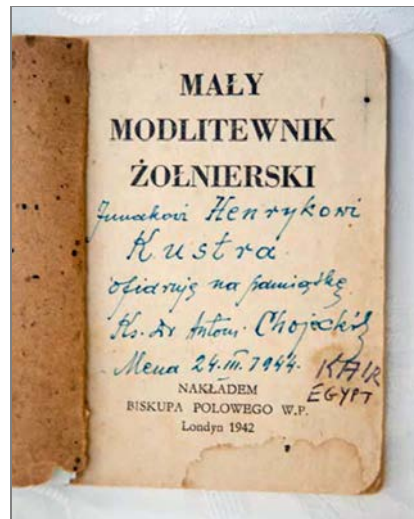 MAŁY
MODLITEWNIK
ŻOŁNIERSKI
Junakowi Henrykowi
Kustra
ofiaruję na pamiątkę
Ks. Dr Antoni
Mena 24.III.1944.
KAIR
NAKŁADEM
EGYPT
BISKUPA POLOWEGO W.P.
Londyn 1942